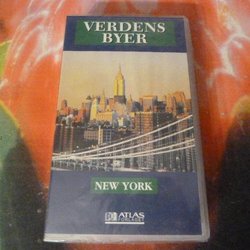 VERDENS
BYER
NEW YORK
ATLAS